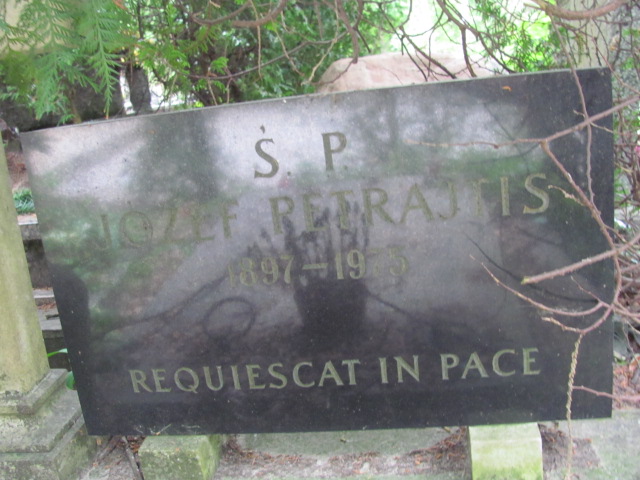 Ś. P.
JÓZEF PETRAJTIS
1897-1975
REQUIESCAT IN PACE